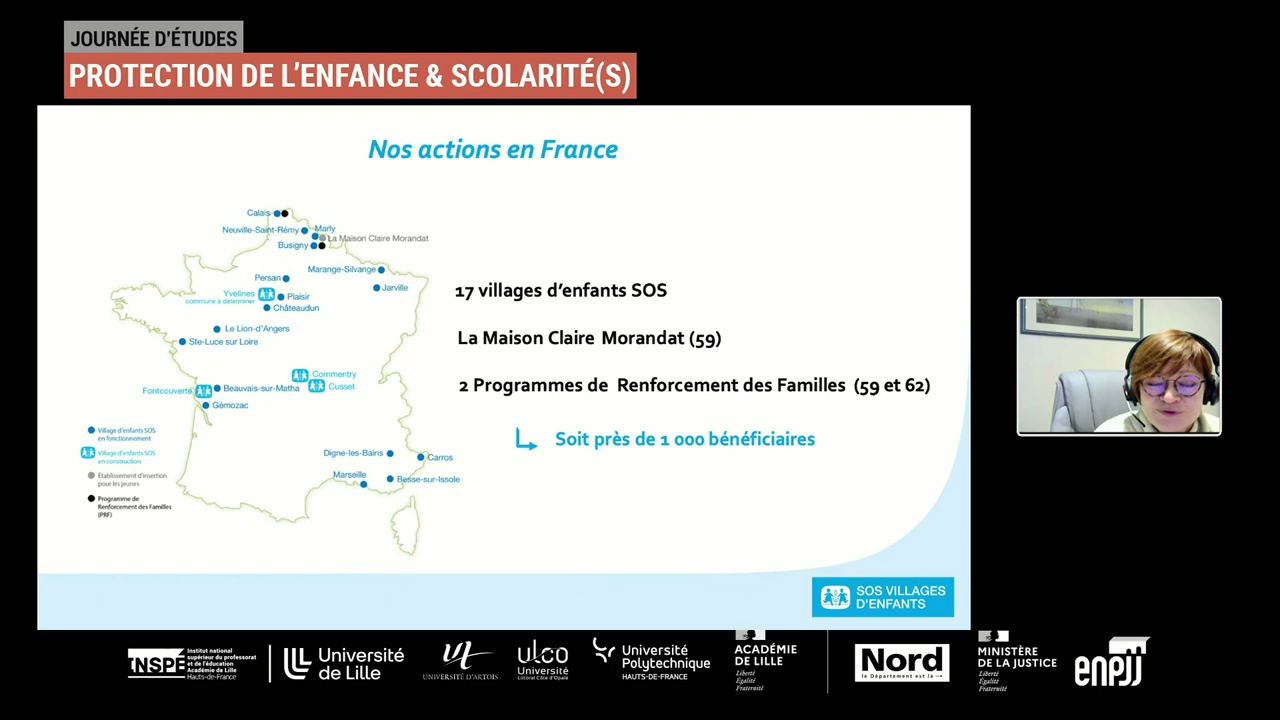 JOURNÉE D'ÉTUDES
PROTECTION DE L'ENFANCE & SCOLARITÉ(S)
Nos actions en France
Calais
Neuville-Saint-Rémy
Marly
La Maison Claire Morandat
Busigny
Marange-Silvange
Persan
Jarville
Yvelines
commune à déterminer
Plaisir
Châteaudun
Le Lion-d'Angers
Ste-Luce sur Loire
Commentry
Cusset
Fontcouverte
Beauvais-sur-Matha
Gémozac
Digne-les-Bains
Carros
Marseille
Besse-sur-Issole
Village d'enfants SOS
en fonctionnement
Village d'enfants SOS
en construction
Établissement d'insertion
pour les jeunes
Programme de
Renforcement des Familles
(PRF)
17 villages d'enfants SOS
La Maison Claire Morandat (59)
2 Programmes de Renforcement des Familles (59 et 62)
Soit près de 1 000 bénéficiaires
SOS VILLAGES
D'ENFANTS
INSPÉ
Institut national
supérieur du professorat
et de l'éducation
Académie de Lille
Hauts-de-France
Université
de Lille
UNIVERSITÉ D'ARTOIS
ULCO
Université
Littoral Côte d'Opale
Université
Polytechnique
HAUTS-DE-FRANCE
ACADÉMIE
DE LILLE
Liberté
Égalité
Fraternité
Nord
le Département est là
MINISTÈRE
DE LA JUSTICE
Liberté
Égalité
Fraternité
enpjj